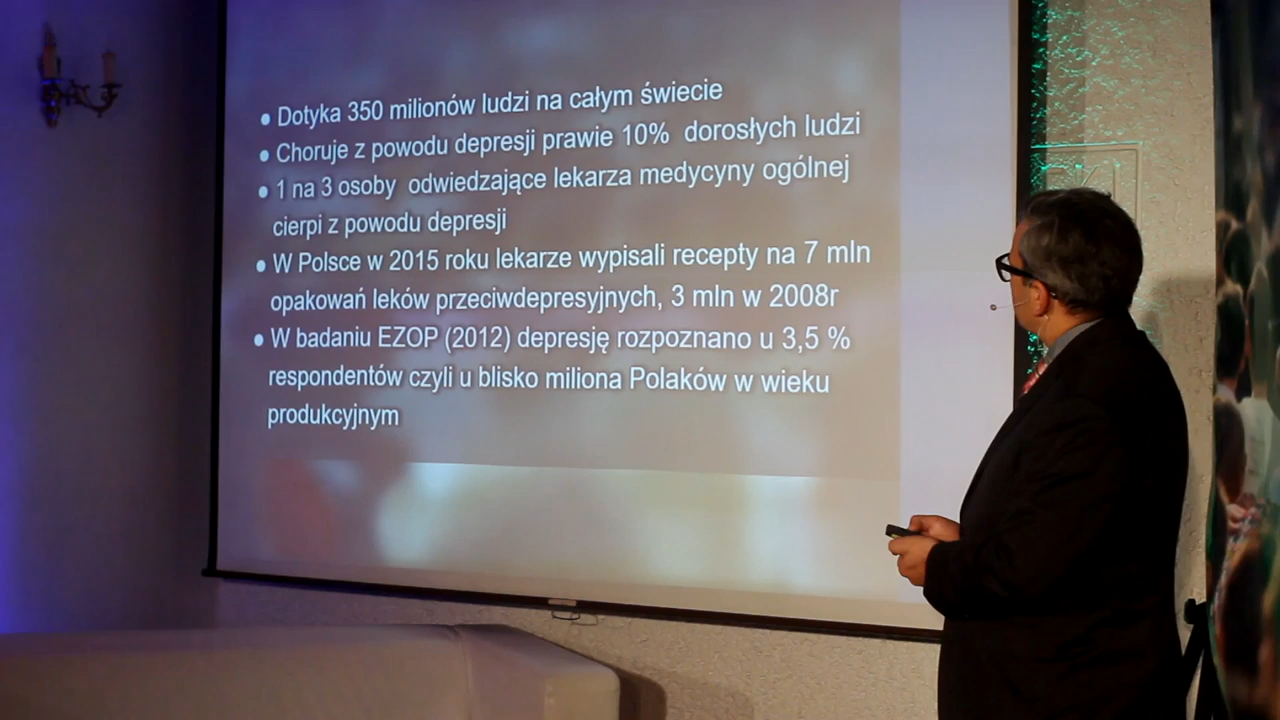 ● Dotyka 350 milionów ludzi na całym świecie
● Choruje z powodu depresji prawie 10% dorosłych ludzi
● 1 na 3 osoby odwiedzające lekarza medycyny ogólnej
cierpi z powodu depresji
● W Polsce w 2015 roku lekarze wypisali recepty na 7 mln
opakowań leków przeciwdepresyjnych, 3 mln w 2008r
● W badaniu EZOP (2012) depresję rozpoznano u 3,5 %
respondentów czyli u blisko miliona Polaków w wieku
produkcyjnym